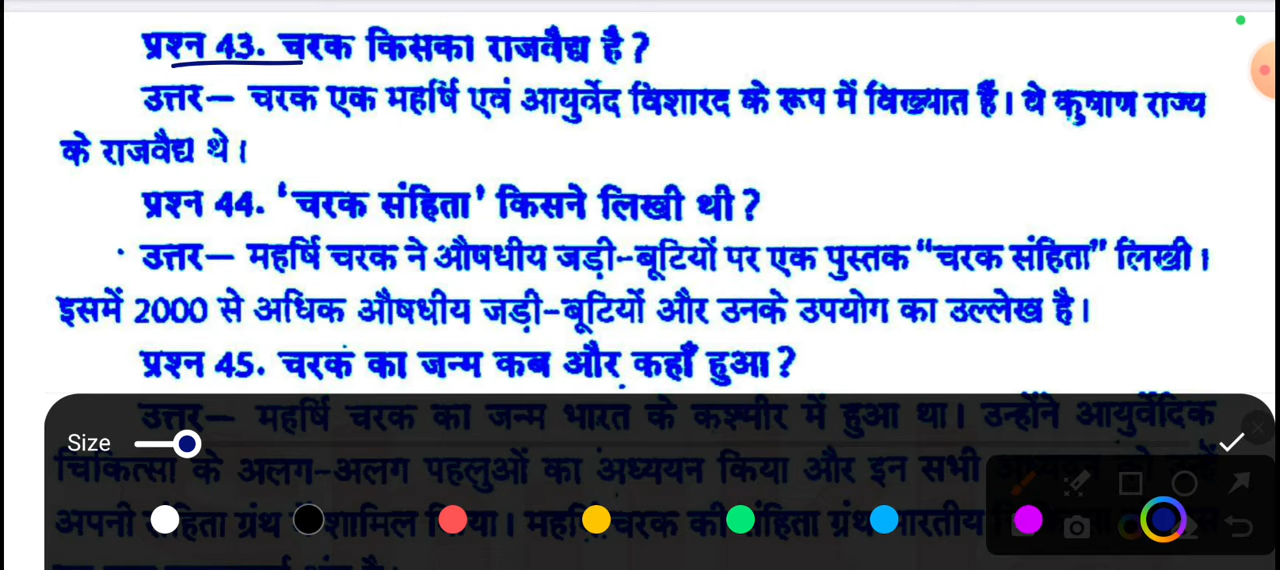 प्रश्न 43. चरक किसका राजवैद्य है?
उत्तर– चरक एक महर्षि एवं आयुर्वेद विशारद के रूप में विख्यात हैं। वे कुषाण राज्य
के राजवैद्य थे।
प्रश्न 44. 'चरक संहिता' किसने लिखी थी?
उत्तर– महर्षि चरक ने औषधीय जड़ी-बूटियों पर एक पुस्तक "चरक संहिता" लिखी।
इसमें 2000 से अधिक औषधीय जड़ी-बूटियों और उनके उपयोग का उल्लेख है।
प्रश्न 45. चरक का जन्म कब और कहाँ हुआ?
उत्तर– महर्षि चरक का जन्म भारत के कश्मीर में हुआ था। उन्होंने आयुर्वेदिक
Size
चिकित्सा के अलग-अलग पहलुओं का अध्ययन किया और इन सभी
अपनी संहिता ग्रंथ में शामिल किया। महर्षि चरक की संहिता ग्रंथ भारतीय